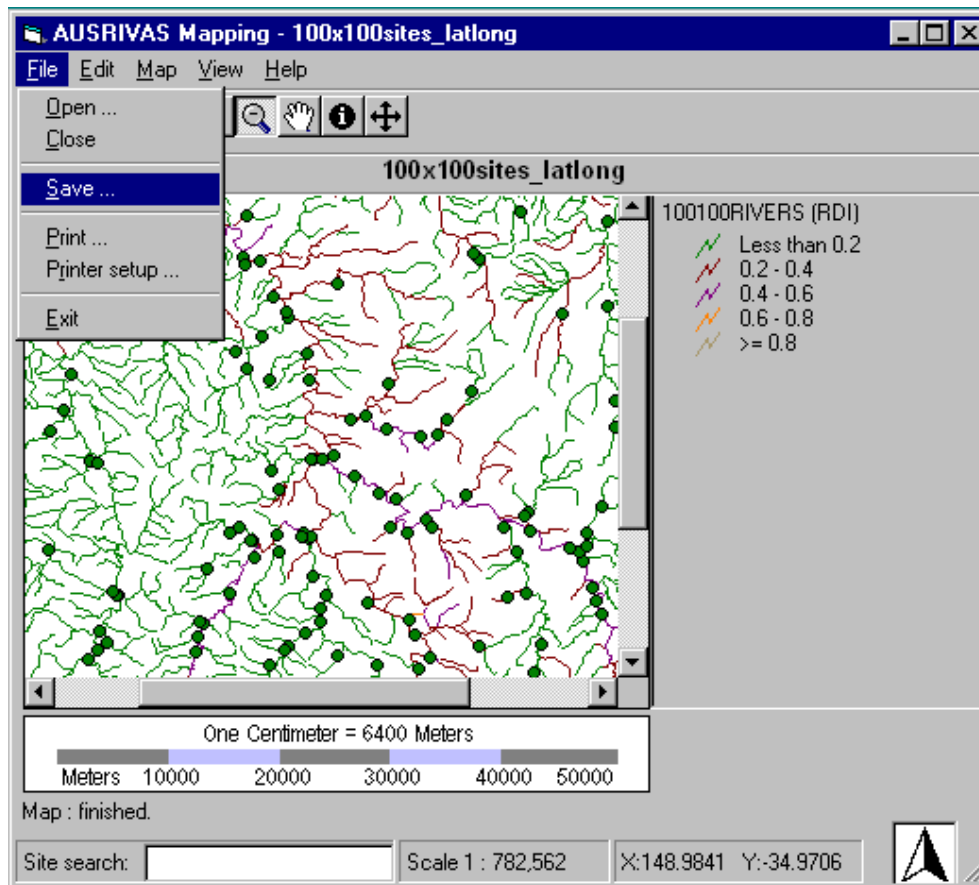 AUSRIVAS Mapping - 100x100sites_latlong
File Edit Map View Help
Open ...
Close
Save ...
Print ...
Printer setup ...
Exit
100x100sites_latlong
100100RIVERS (RDI)
Less than 0.2
0.2 - 0.4
0.4 - 0.6
0.6 - 0.8
>= 0.8
One Centimeter = 6400 Meters
Meters 10000 20000 30000 40000 50000
Map : finished.
Site search: Scale 1 : 782,562 X:148.9841 Y:-34.9706